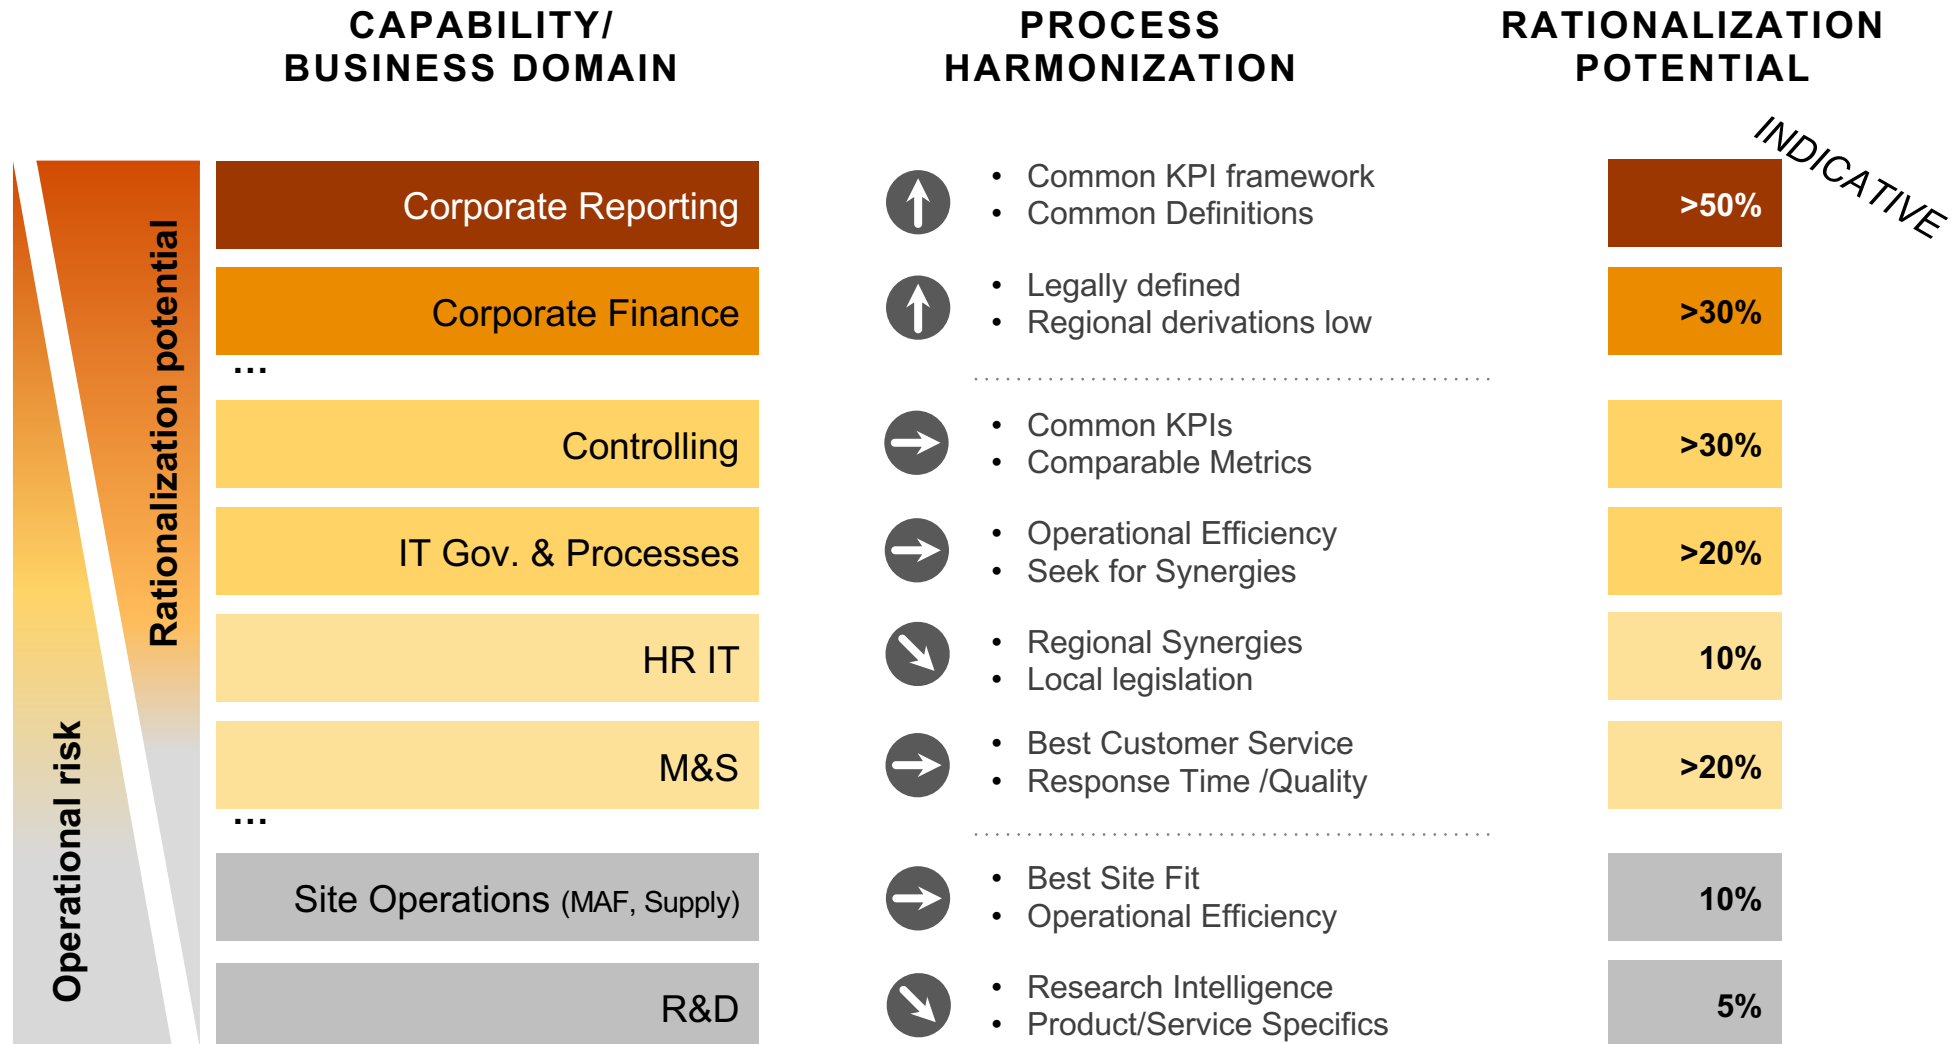 CAPABILITY/
BUSINESS DOMAIN
PROCESS
HARMONIZATION
RATIONALIZATION
POTENTIAL
INDICATIVE
Rationalization potential
Operational risk
Corporate Reporting
• Common KPI framework
• Common Definitions
>50%
Corporate Finance
• Legally defined
• Regional derivations low
>30%
...
Controlling
• Common KPIs
• Comparable Metrics
>30%
IT Gov. & Processes
• Operational Efficiency
• Seek for Synergies
>20%
HR IT
• Regional Synergies
• Local legislation
10%
M&S
• Best Customer Service
• Response Time /Quality
>20%
...
Site Operations (MAF, Supply)
• Best Site Fit
• Operational Efficiency
10%
R&D
• Research Intelligence
• Product/Service Specifics
5%